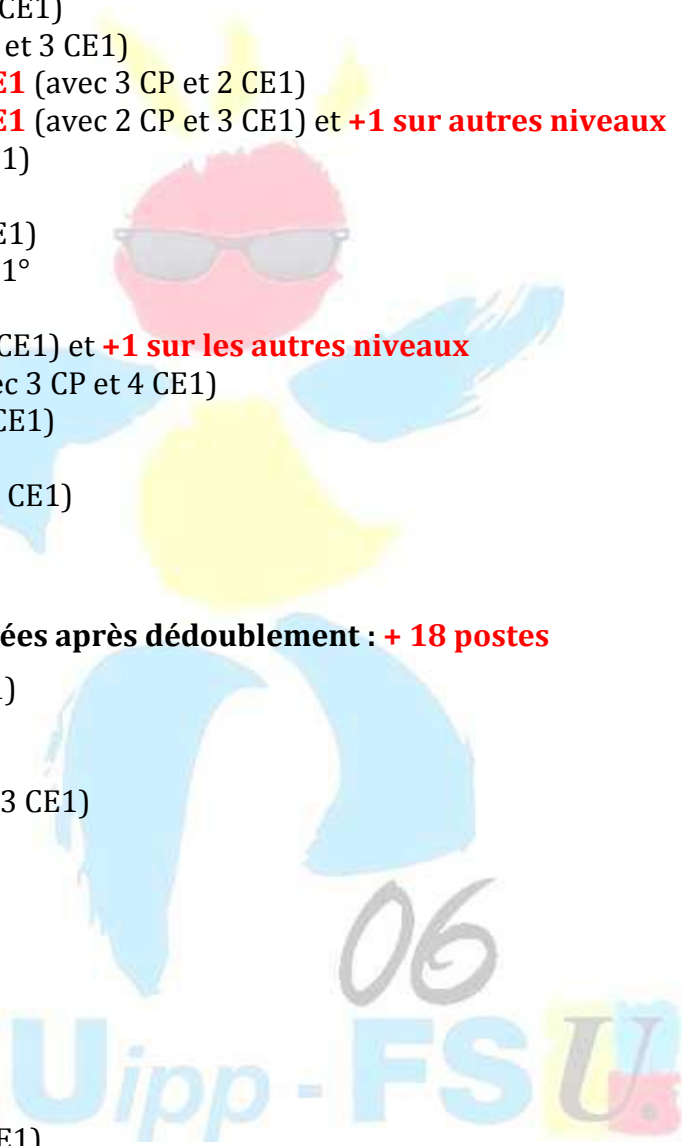 CE1)
et 3 CE1)
E1 (avec 3 CP et 2 CE1)
E1 (avec 2 CP et 3 CE1) et +1 sur autres niveaux
1)
E1)
1°
CE1) et +1 sur les autres niveaux
ec 3 CP et 4 CE1)
CE1)
CE1)
ées après dédoublement : + 18 postes
)
3 CE1)
06
Uipp - FSU.
E1)